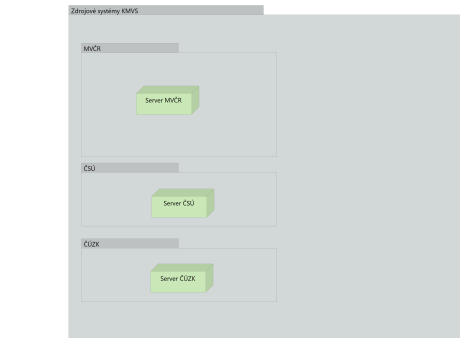 Zdrojové systémy KMVS
MVČR
Server MVČR
ČSÚ
Server ČSÚ
ČÚZK
Server ČÚZK